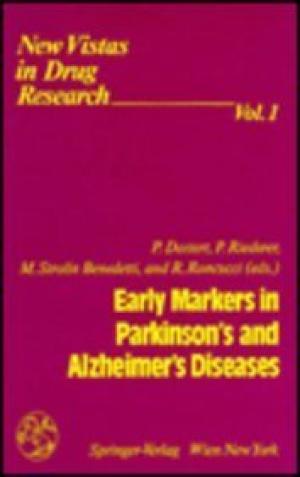 New Vistas
in Drug
Research
Vol. 1
P. Dostert, P. Riederer,
M. Strolin Benedetti, and R. Roncucci (eds.)
Early Markers in
Parkinson's and
Alzheimer's Diseases
Springer-Verlag Wien New York